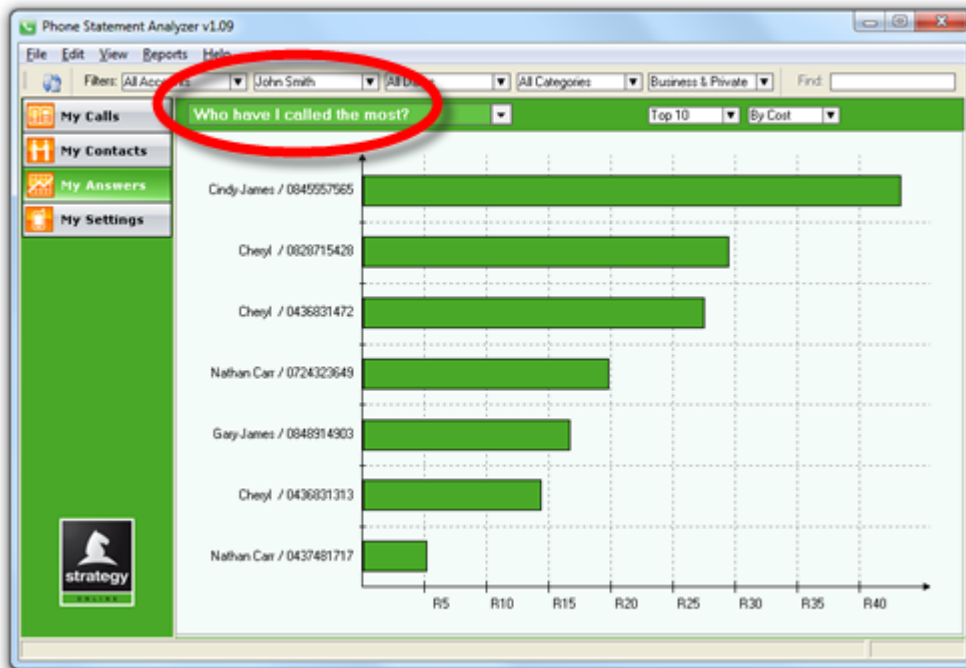 Phone Statement Analyzer v1.09
File Edit View Reports Help
Filters: All Accounts John Smith All Dates All Categories Business & Private Find:
My Calls
Who have I called the most? Top 10 By Cost
My Contacts
My Answers
My Settings
Cindy-James / 0845557565
Cheryl / 0828715428
Cheryl / 0436831472
Nathan Carr / 0724323649
Gary-James / 0848914903
Cheryl / 0436831313
Nathan Carr / 0437481717
R5 R10 R15 R20 R25 R30 R35 R40
strategy
ONLINE